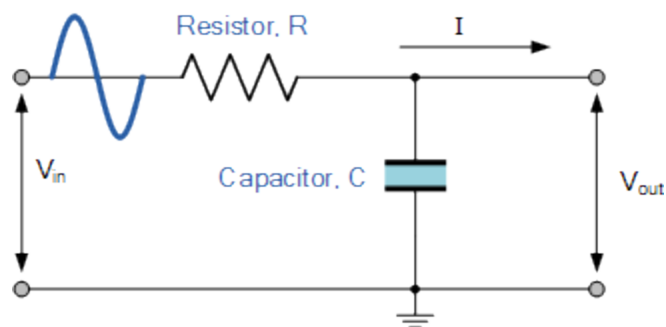 Resistor, R
I
Vin
Capacitor, C
Vout